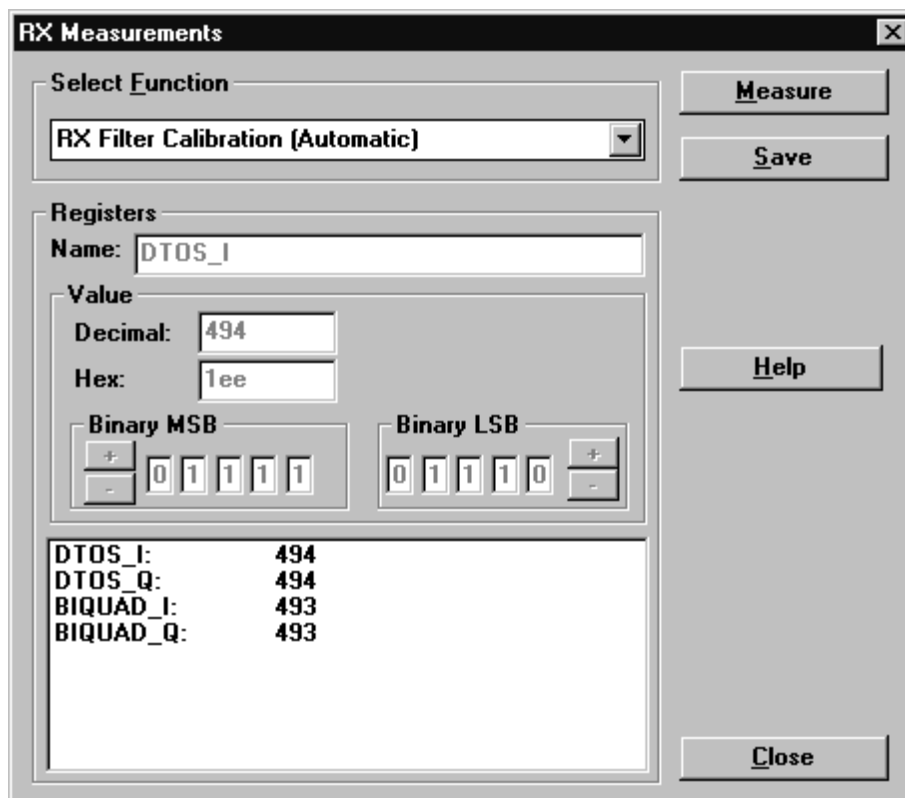 RX Measurements
Select Function
RX Filter Calibration (Automatic)
Measure
Save
Registers
Name: DTOS_I
Value
Decimal: 494
Hex: 1ee
Help
Binary MSB
+
-
0 1 1 1 1
Binary LSB
0 1 1 1 0
+
-
DTOS_I: 494
DTOS_Q: 494
BIQUAD_I: 493
BIQUAD_Q: 493
Close